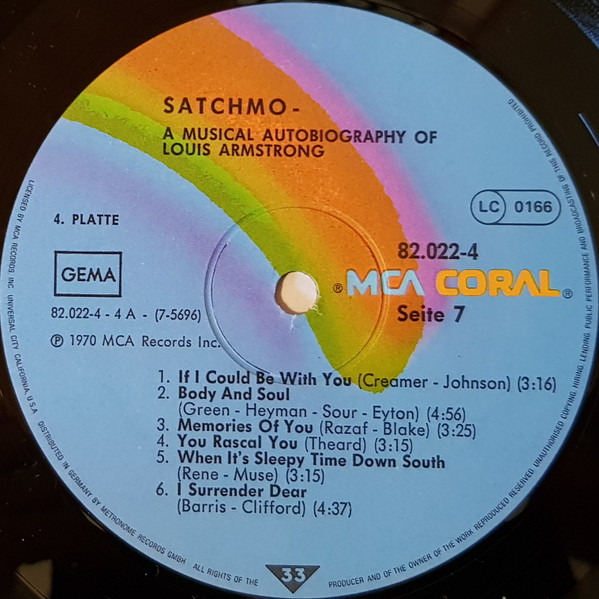 SATCHMO -
A MUSICAL AUTOBIOGRAPHY OF
LOUIS ARMSTRONG
4. PLATTE
LC 0166
GEMA
82.022-4
® MCA CORAL ®
82.022-4 - 4 A - (7-5696)
Seite 7
℗ 1970 MCA Records Inc.
1. If I Could Be With You (Creamer - Johnson) (3:16)
2. Body And Soul
(Green - Heyman - Sour - Eyton) (4:56)
3. Memories Of You (Razaf - Blake) (3:25)
4. You Rascal You (Theard) (3:15)
5. When It's Sleepy Time Down South
(Rene - Muse) (3:15)
6. I Surrender Dear
(Barris - Clifford) (4:37)
33
LICENSED BY MCA RECORDS INC. UNIVERSAL CITY CALIFORNIA, U.S.A. DISTRIBUTED IN GERMANY BY METRONOME RECORDS GMBH ALL RIGHTS OF THE PRODUCER AND OF THE OWNER OF THE WORK REPRODUCED RESERVED. UNAUTHORISED COPYING, HIRING, LENDING, PUBLIC PERFORMANCE AND BROADCASTING OF THIS RECORD PROHIBITED